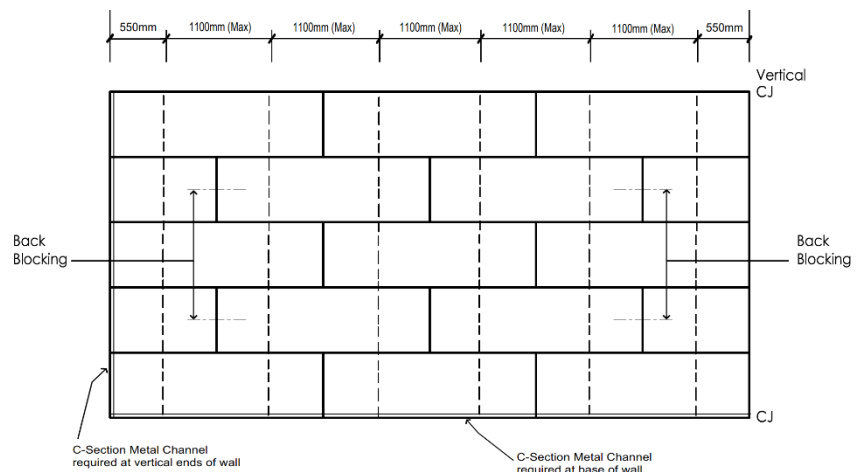 550mm 1100mm (Max) 1100mm (Max) 1100mm (Max) 1100mm (Max) 1100mm (Max) 550mm
Vertical
CJ
Back
Blocking
Back
Blocking
CJ
C-Section Metal Channel
required at vertical ends of wall
C-Section Metal Channel
required at base of wall